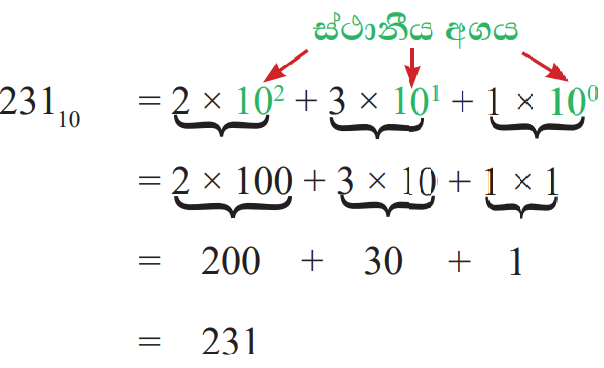 ස්ථානීය අගය
231₁₀ = 2 × 10² + 3 × 10¹ + 1 × 10⁰
= 2 × 100 + 3 × 10 + 1 × 1
= 200 + 30 + 1
= 231